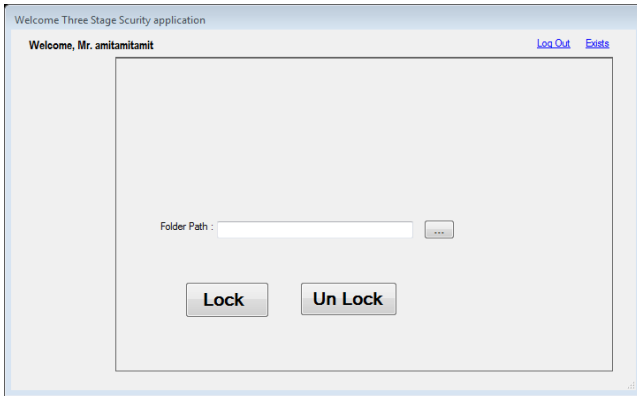 Welcome Three Stage Scurity application
Welcome, Mr. amitamitamit
Log Out Exists
Folder Path :
...
Lock
Un Lock